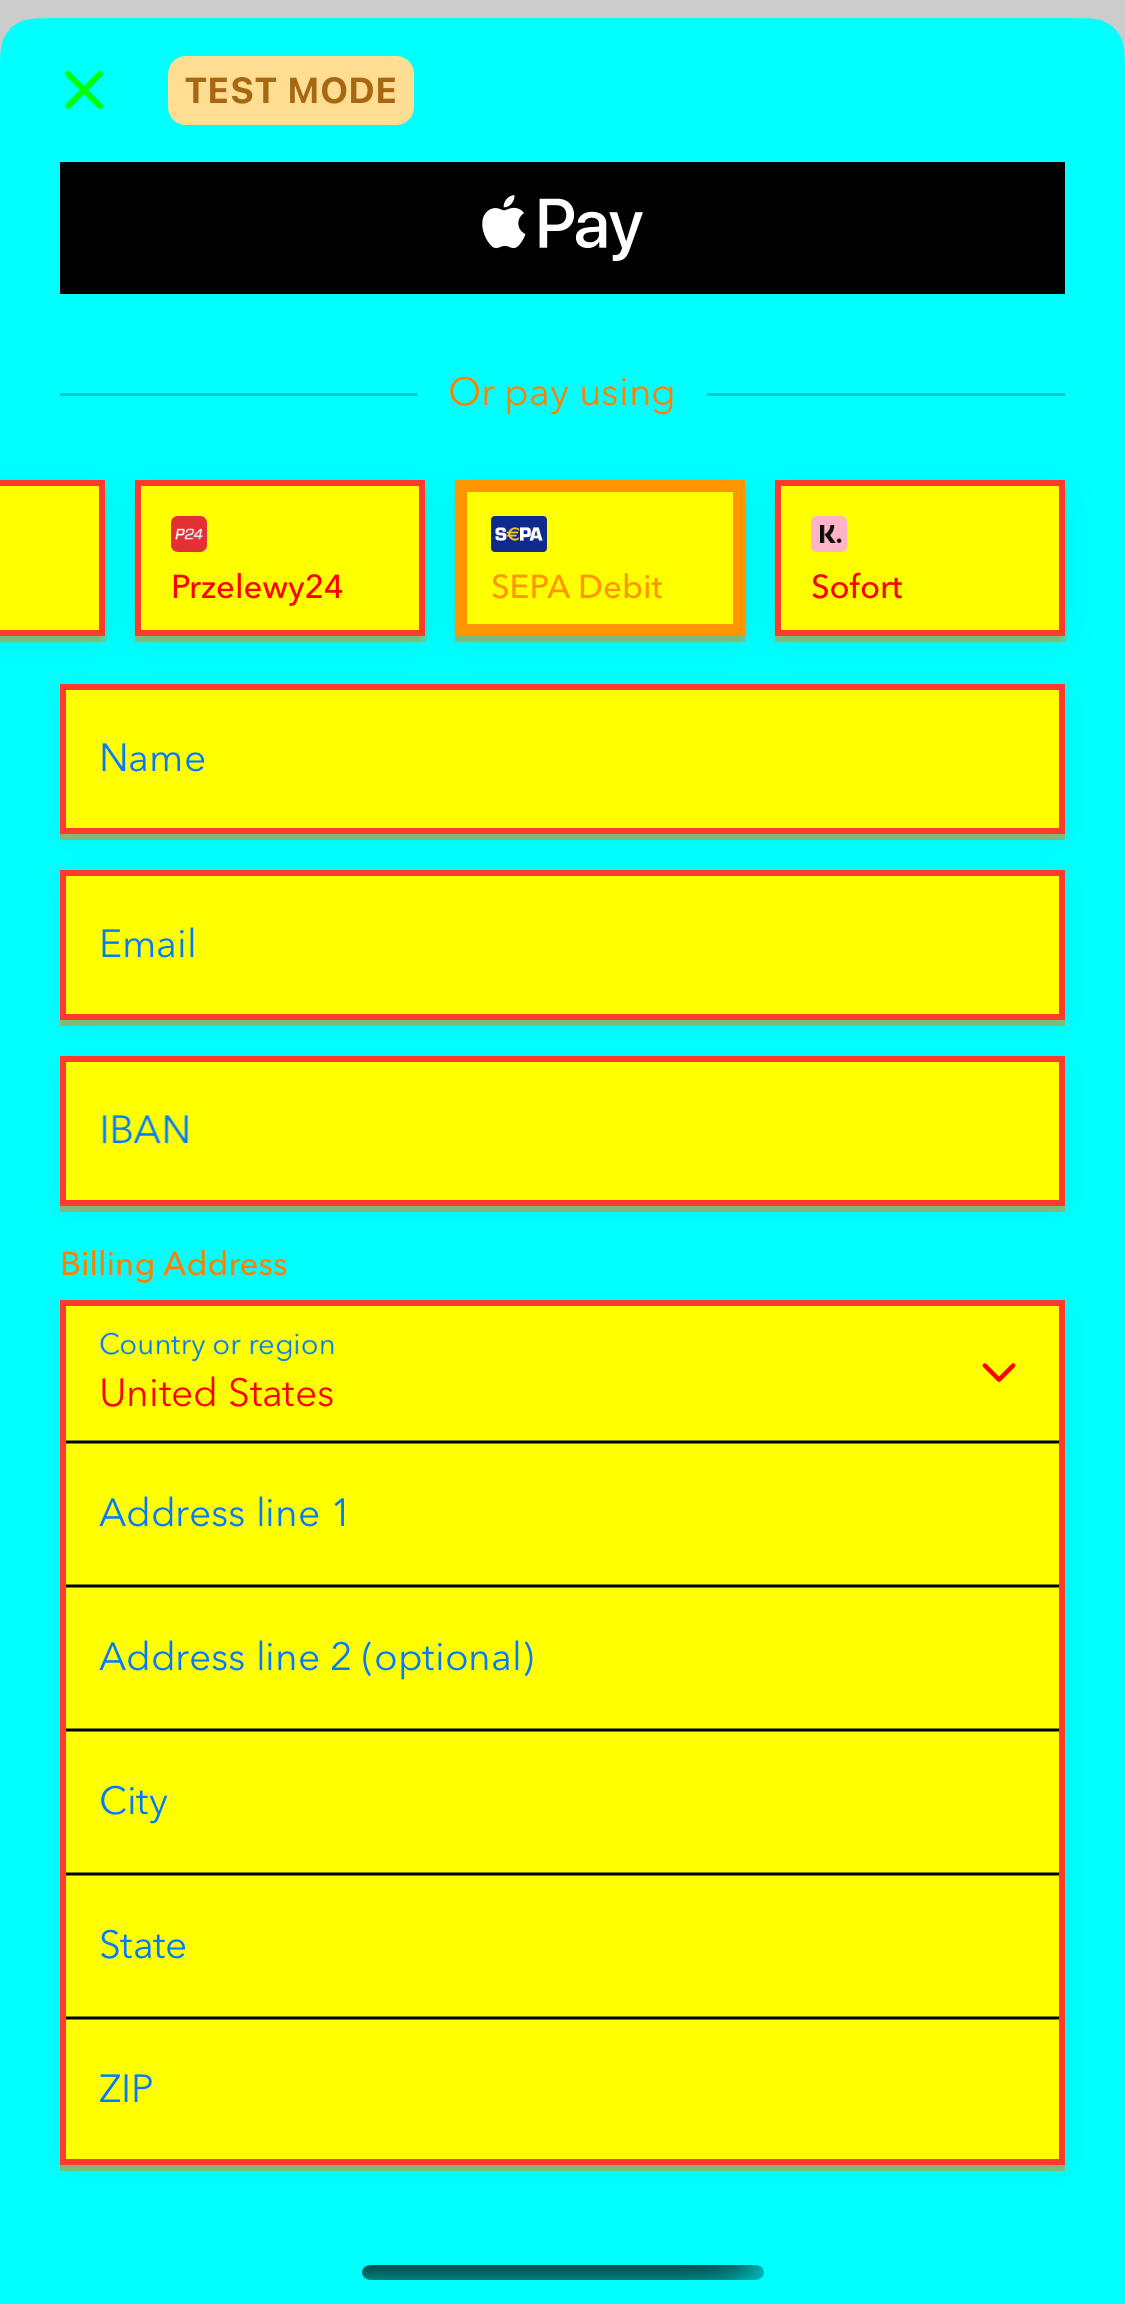 TEST MODE
Pay
Or pay using
P24
SEPA
K.
Przelewy24
SEPA Debit
Sofort
Name
Email
IBAN
Billing Address
Country or region
United States
Address line 1
Address line 2 (optional)
City
State
ZIP